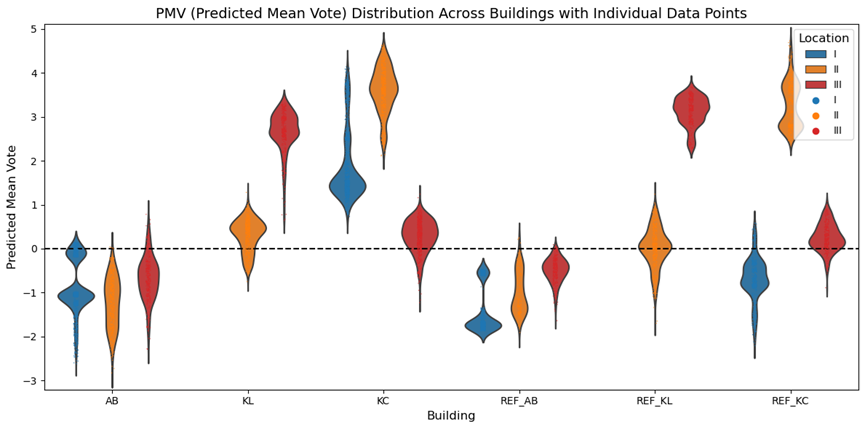 PMV (Predicted Mean Vote) Distribution Across Buildings with Individual Data Points
Predicted Mean Vote
5
4
3
2
1
0
−1
−2
−3
Location
I
II
III
I
II
III
AB
KL
KC
REF_AB
REF_KL
REF_KC
Building